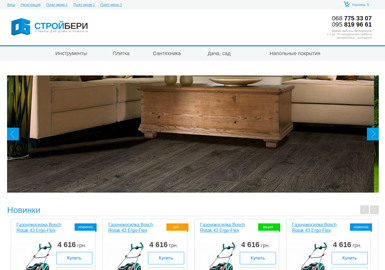 Вход Регистрация Пункт меню 1 Пункт меню 2 Пункт меню 3
Корзина: 0
СТРОЙБЕРИ
ТОВАРЫ ДЛЯ ДОМА И РЕМОНТА
068 775 33 07
095 819 96 61
Инструменты Плитка Сантехника Дача, сад Напольные покрытия
Новинки
Газонокосилка Bosch Rotak 43 Ergo-Flex
новинка
4 616 грн.
Купить
Газонокосилка Bosch Rotak 43 Ergo-Flex
хит
4 616 грн.
Купить
Газонокосилка Bosch Rotak 43 Ergo-Flex
акция
4 616 грн.
Купить
Газонокосилка Bosch Rotak 43 Ergo-Flex
новинка
4 616 грн.
Купить